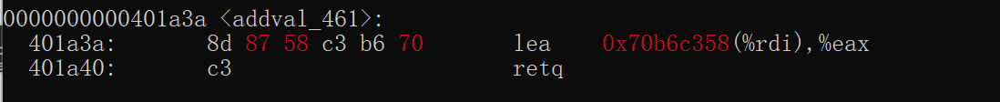 0000000000401a3a <addval_461>:
401a3a: 8d 87 58 c3 b6 70 lea 0x70b6c358(%rdi),%eax
401a40: c3 retq